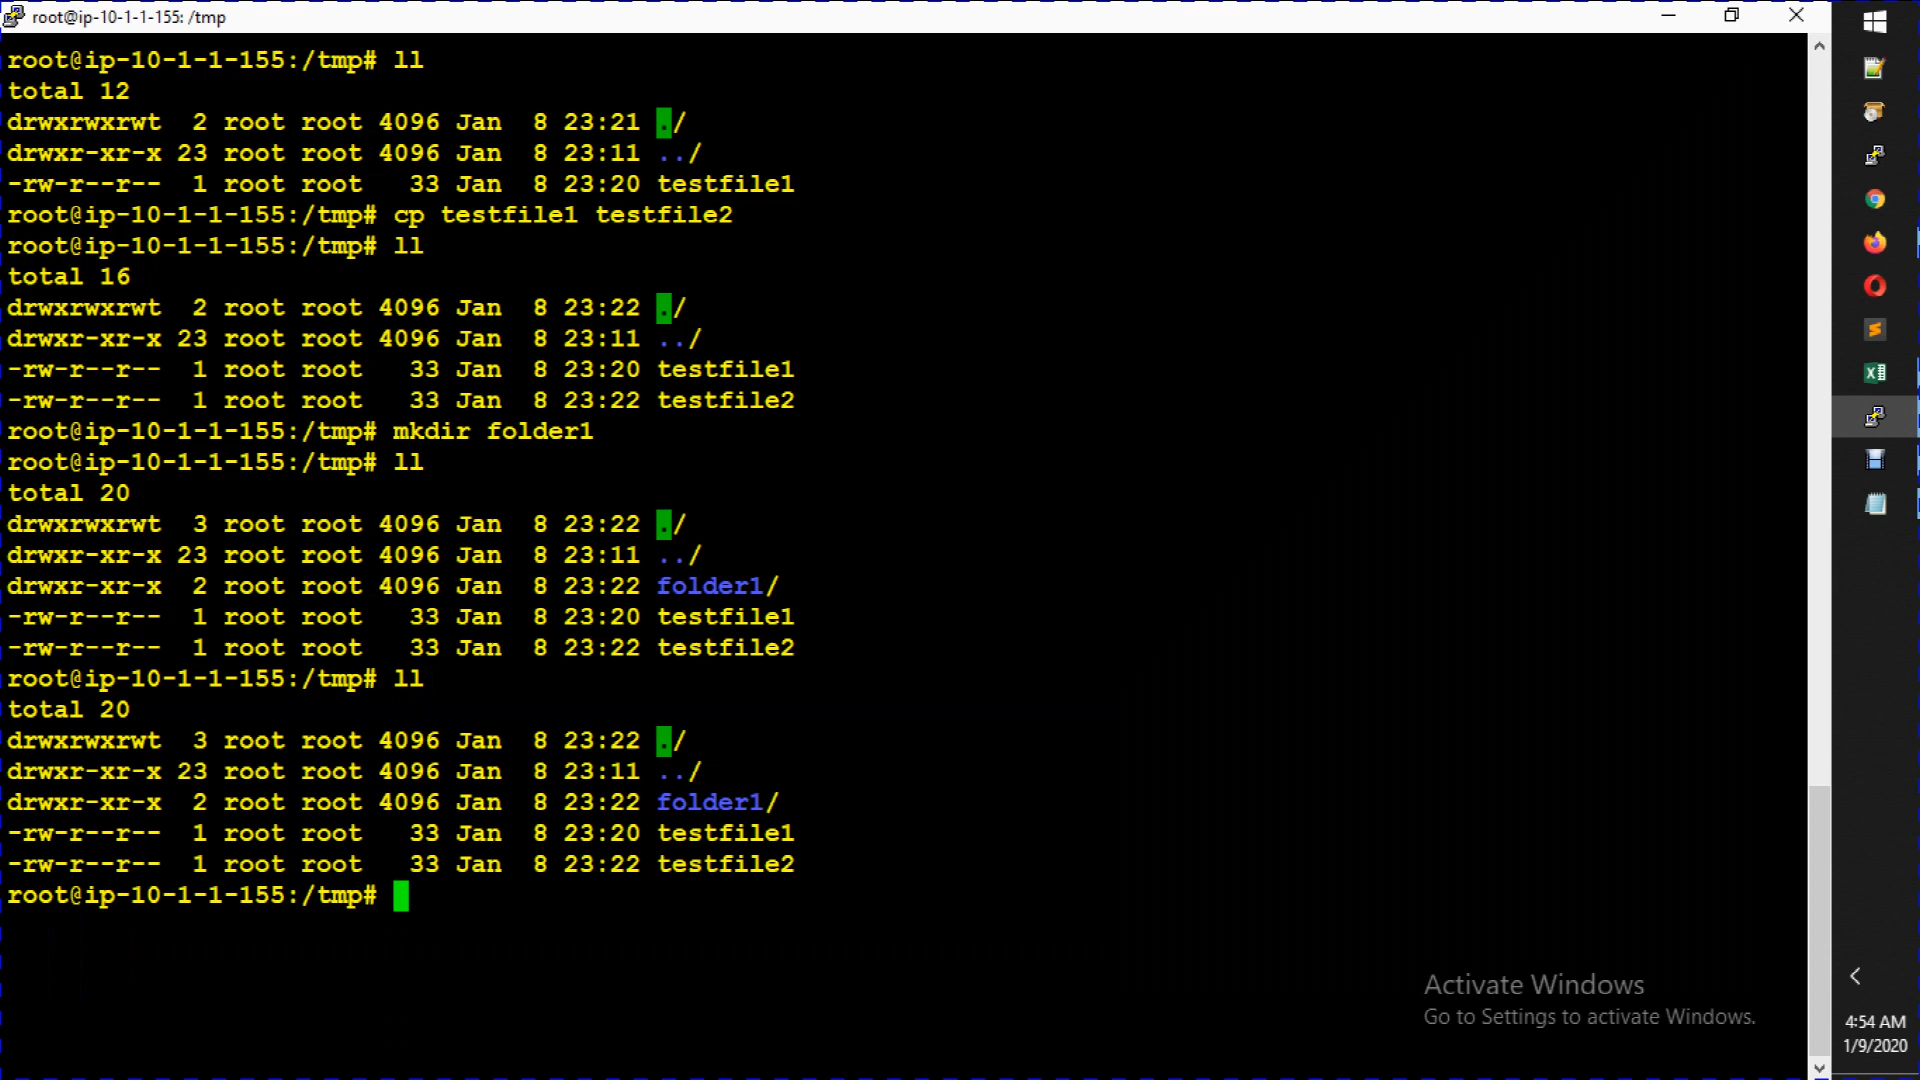 root@ip-10-1-1-155: /tmp
root@ip-10-1-1-155:/tmp# ll
total 12
drwxrwxrwt  2 root root 4096 Jan  8 23:21 ./
drwxr-xr-x 23 root root 4096 Jan  8 23:11 ../
-rw-r--r--  1 root root   33 Jan  8 23:20 testfile1
root@ip-10-1-1-155:/tmp# cp testfile1 testfile2
root@ip-10-1-1-155:/tmp# ll
total 16
drwxrwxrwt  2 root root 4096 Jan  8 23:22 ./
drwxr-xr-x 23 root root 4096 Jan  8 23:11 ../
-rw-r--r--  1 root root   33 Jan  8 23:20 testfile1
-rw-r--r--  1 root root   33 Jan  8 23:22 testfile2
root@ip-10-1-1-155:/tmp# mkdir folder1
root@ip-10-1-1-155:/tmp# ll
total 20
drwxrwxrwt  3 root root 4096 Jan  8 23:22 ./
drwxr-xr-x 23 root root 4096 Jan  8 23:11 ../
drwxr-xr-x  2 root root 4096 Jan  8 23:22 folder1/
-rw-r--r--  1 root root   33 Jan  8 23:20 testfile1
-rw-r--r--  1 root root   33 Jan  8 23:22 testfile2
root@ip-10-1-1-155:/tmp# ll
total 20
drwxrwxrwt  3 root root 4096 Jan  8 23:22 ./
drwxr-xr-x 23 root root 4096 Jan  8 23:11 ../
drwxr-xr-x  2 root root 4096 Jan  8 23:22 folder1/
-rw-r--r--  1 root root   33 Jan  8 23:20 testfile1
-rw-r--r--  1 root root   33 Jan  8 23:22 testfile2
root@ip-10-1-1-155:/tmp#
Activate Windows
Go to Settings to activate Windows.
4:54 AM
1/9/2020